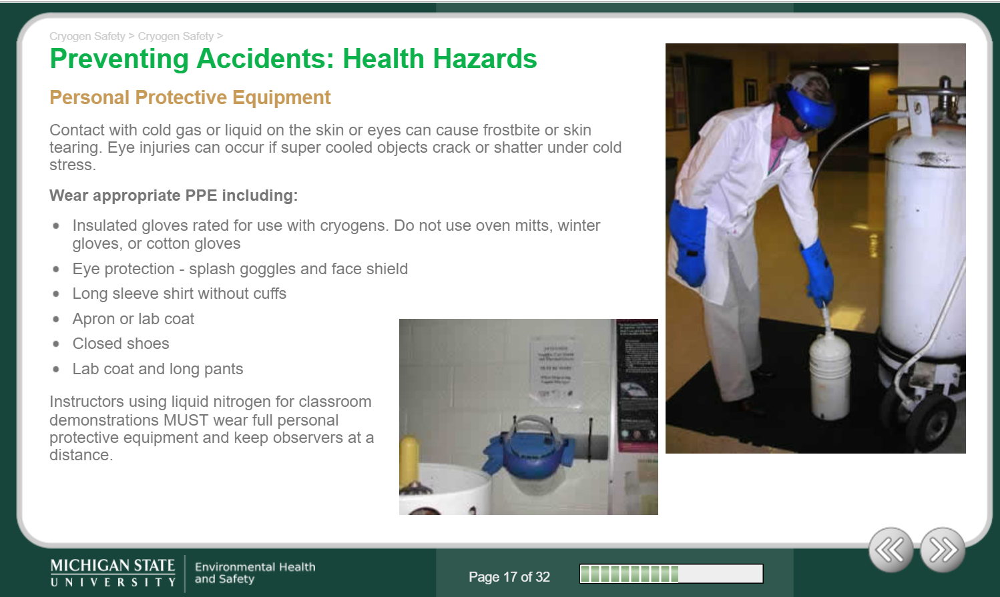 Cryogen Safety > Cryogen Safety >
Preventing Accidents: Health Hazards
Personal Protective Equipment
Contact with cold gas or liquid on the skin or eyes can cause frostbite or skin
tearing. Eye injuries can occur if super cooled objects crack or shatter under cold
stress.
Wear appropriate PPE including:
Insulated gloves rated for use with cryogens. Do not use oven mitts, winter
gloves, or cotton gloves
Eye protection - splash goggles and face shield
Long sleeve shirt without cuffs
Apron or lab coat
Closed shoes
Lab coat and long pants
Instructors using liquid nitrogen for classroom
demonstrations MUST wear full personal
protective equipment and keep observers at a
distance.
MICHIGAN STATE
UNIVERSITY
Environmental Health
and Safety
Page 17 of 32